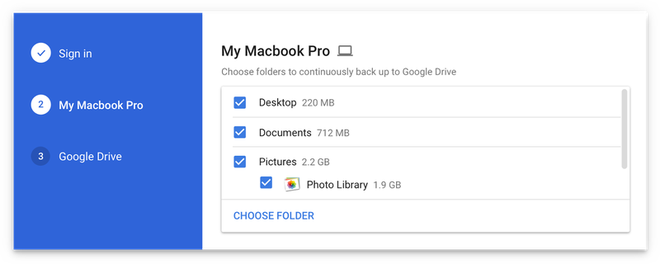 Sign in
2 My Macbook Pro
3 Google Drive
My Macbook Pro
Choose folders to continuously back up to Google Drive
Desktop 220 MB
Documents 712 MB
Pictures 2.2 GB
Photo Library 1.9 GB
CHOOSE FOLDER